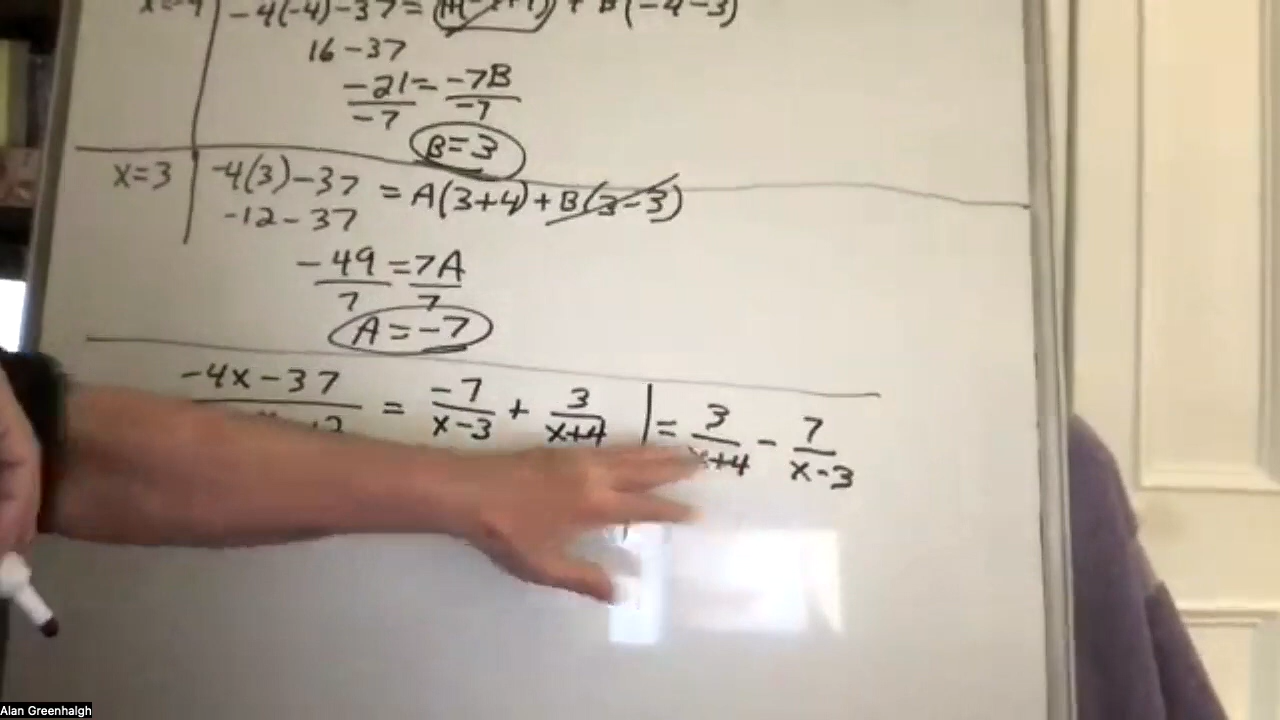 -4(-4)-37 = + B(-4-3)
16-37
-21 = -7B
-7 -7
B=3
x=3 -4(3)-37 = A(3+4)+B(3-3)
-12-37
-49 = 7A
7 7
A = -7
-4x-37 = -7 + 3 = 3 - 7
x-3 x+4 x+4 x-3
Alan Greenhalgh